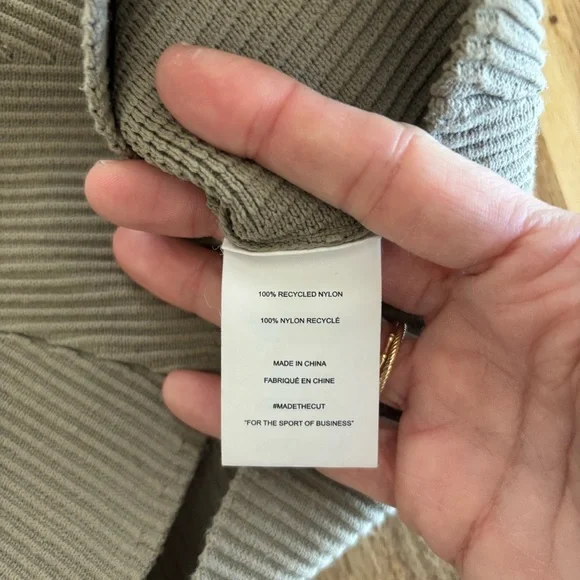 100% RECYCLED NYLON
100% NYLON RECYCLÉ
MADE IN CHINA
FABRIQUÉ EN CHINE
#MADETHECUT
"FOR THE SPORT OF BUSINESS"